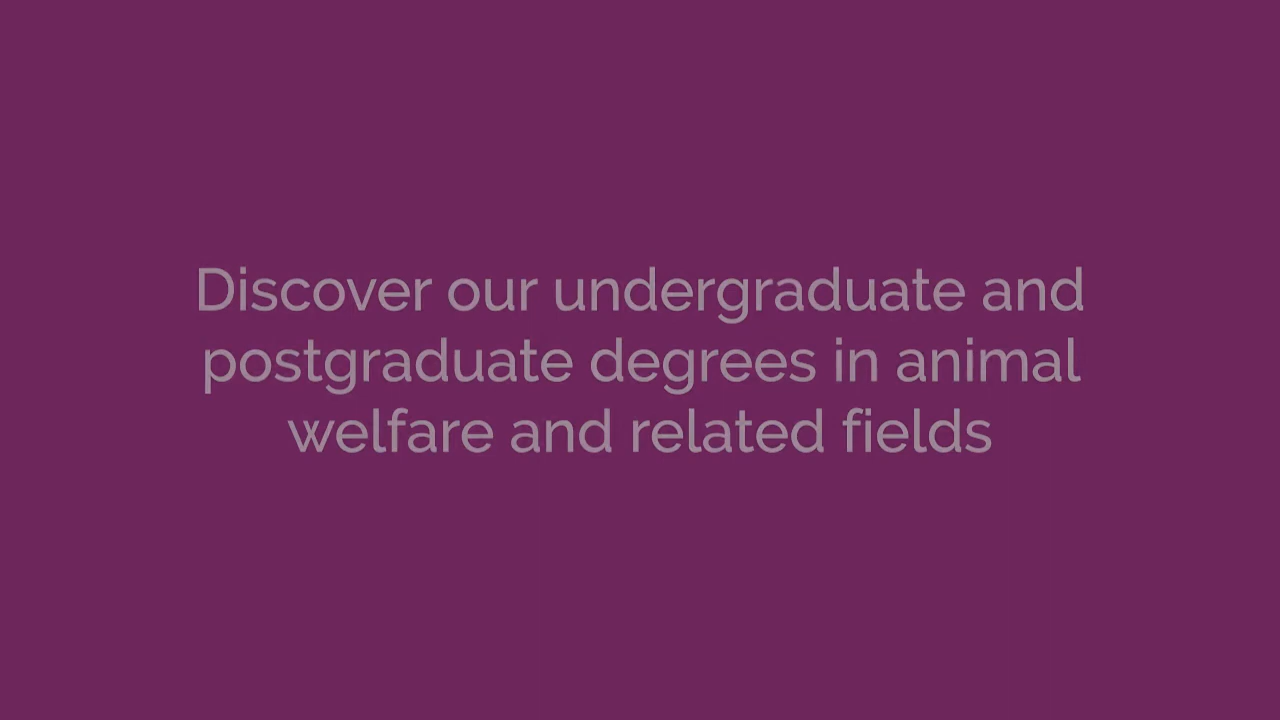 Discover our undergraduate and
postgraduate degrees in animal
welfare and related fields